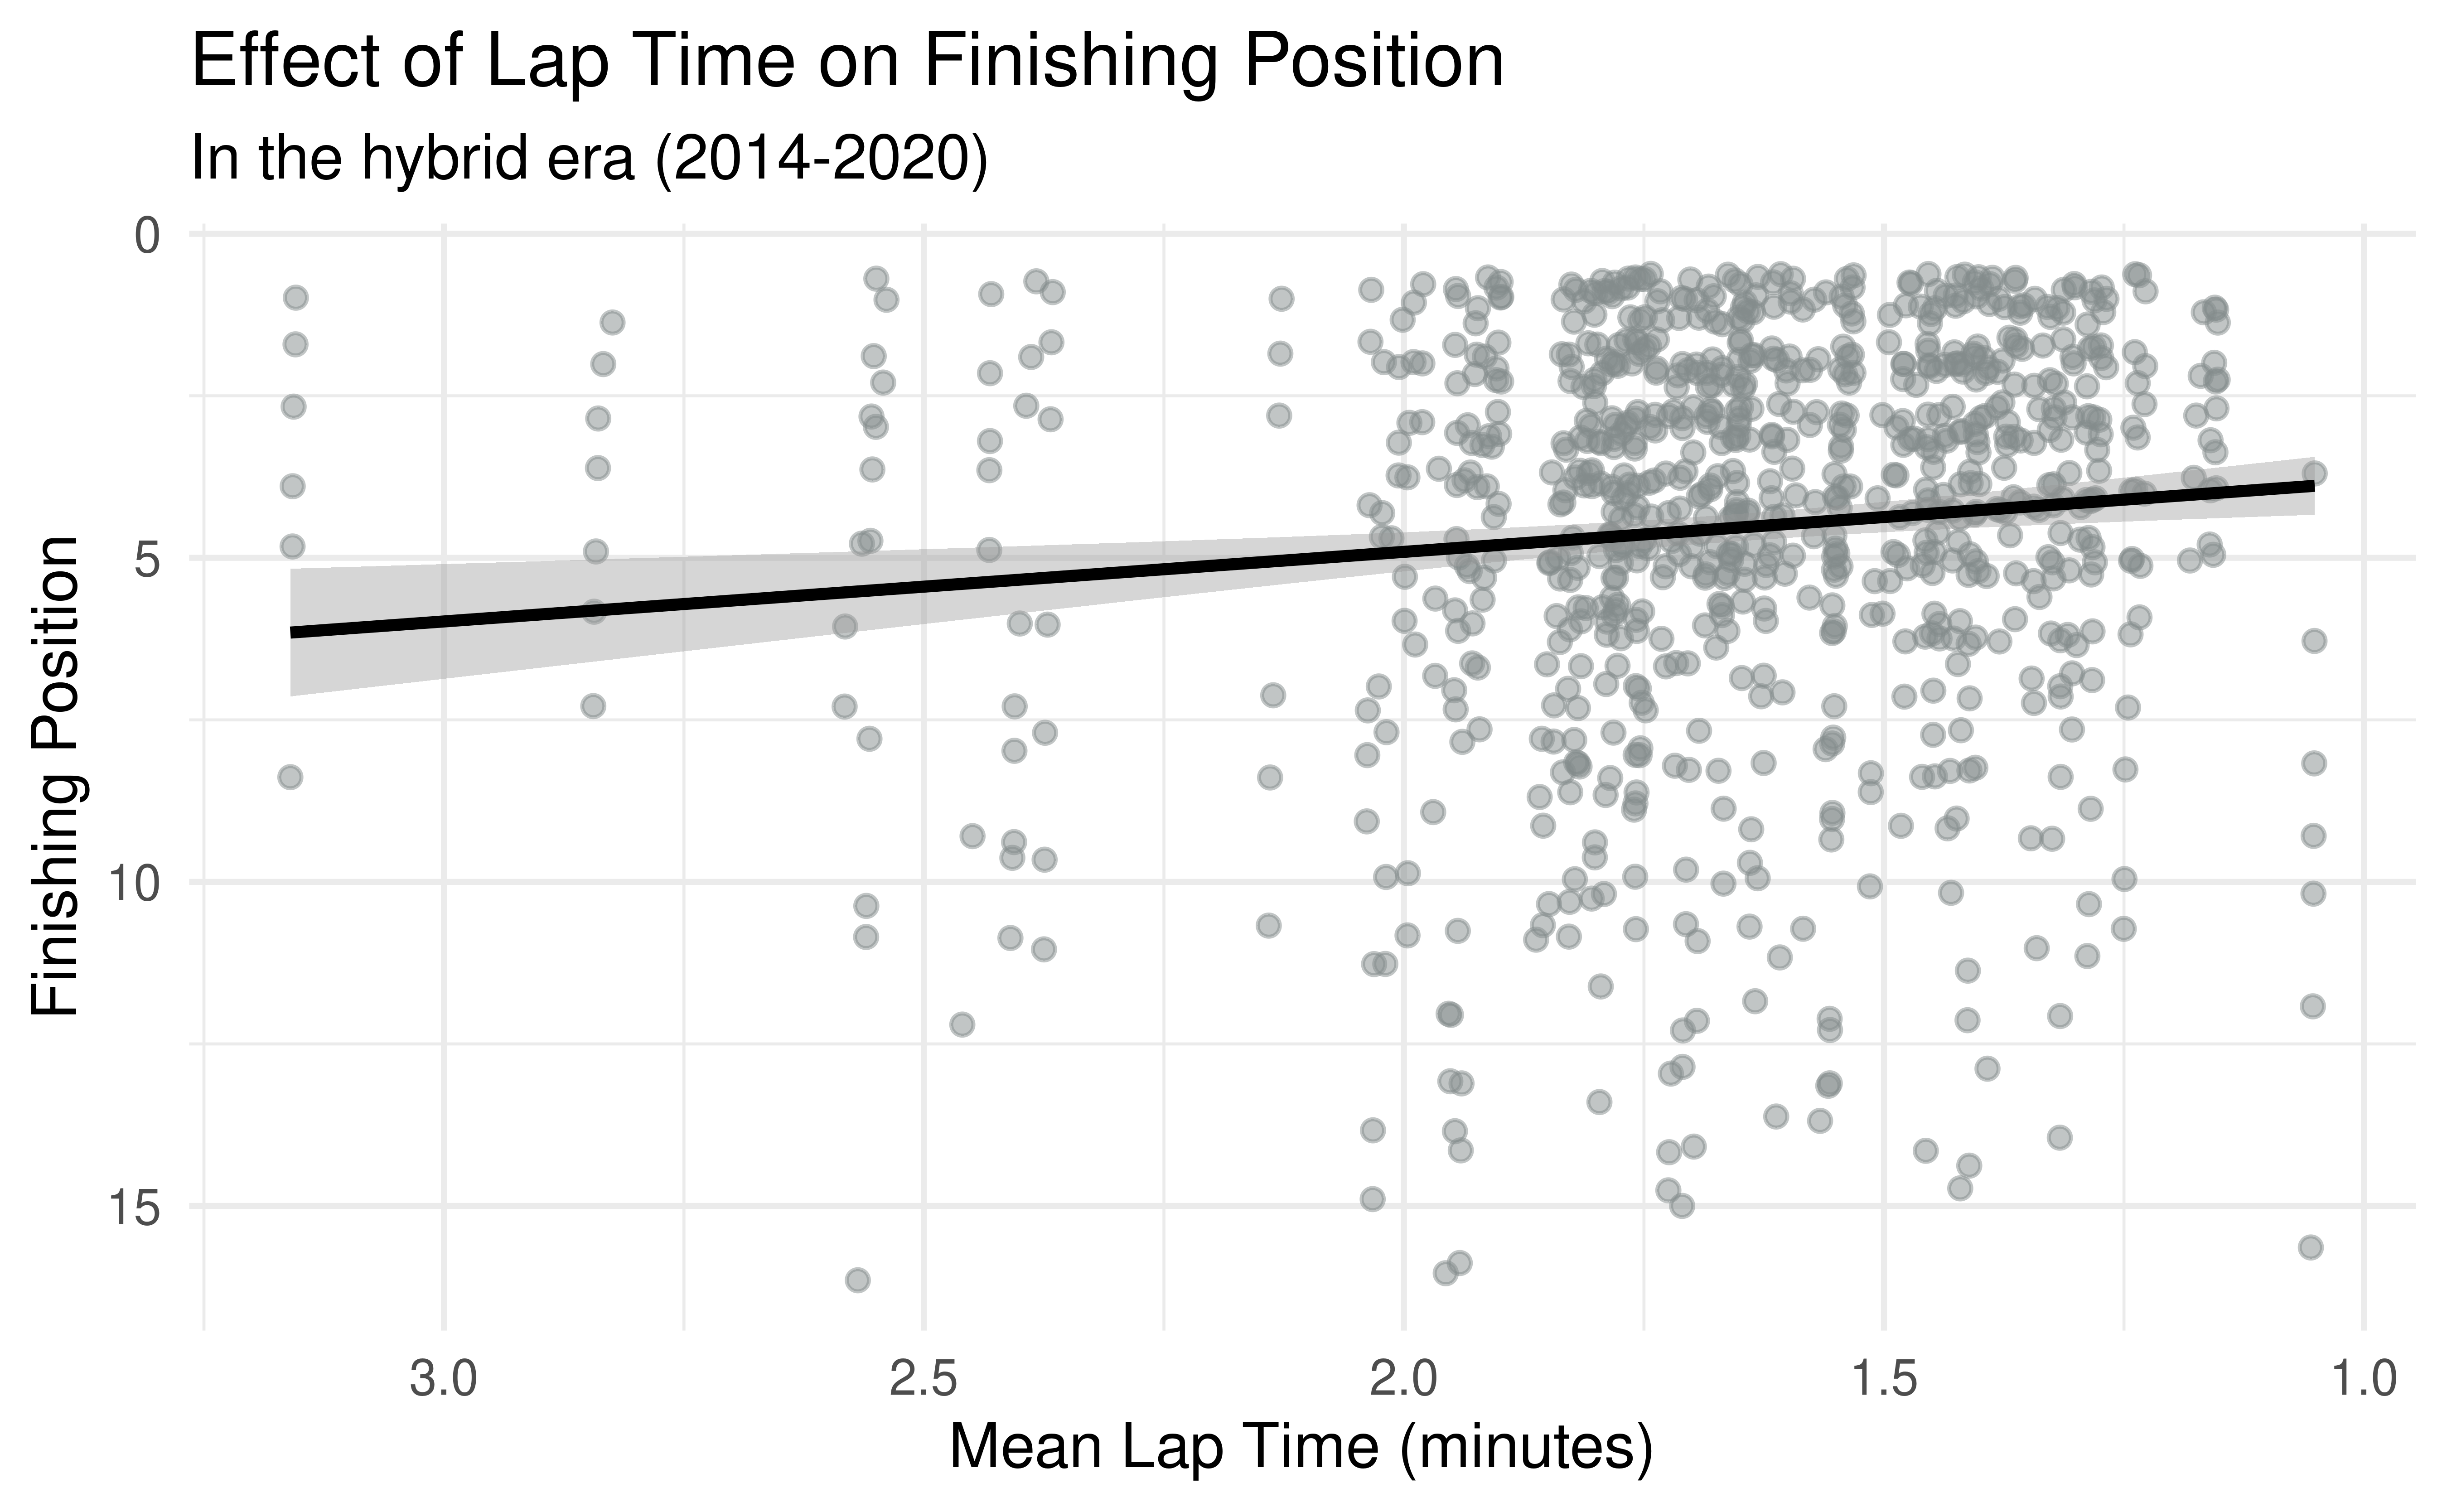 Effect of Lap Time on Finishing Position
In the hybrid era (2014-2020)
0
5
10
15
Finishing Position
3.0 2.5 2.0 1.5 1.0
Mean Lap Time (minutes)